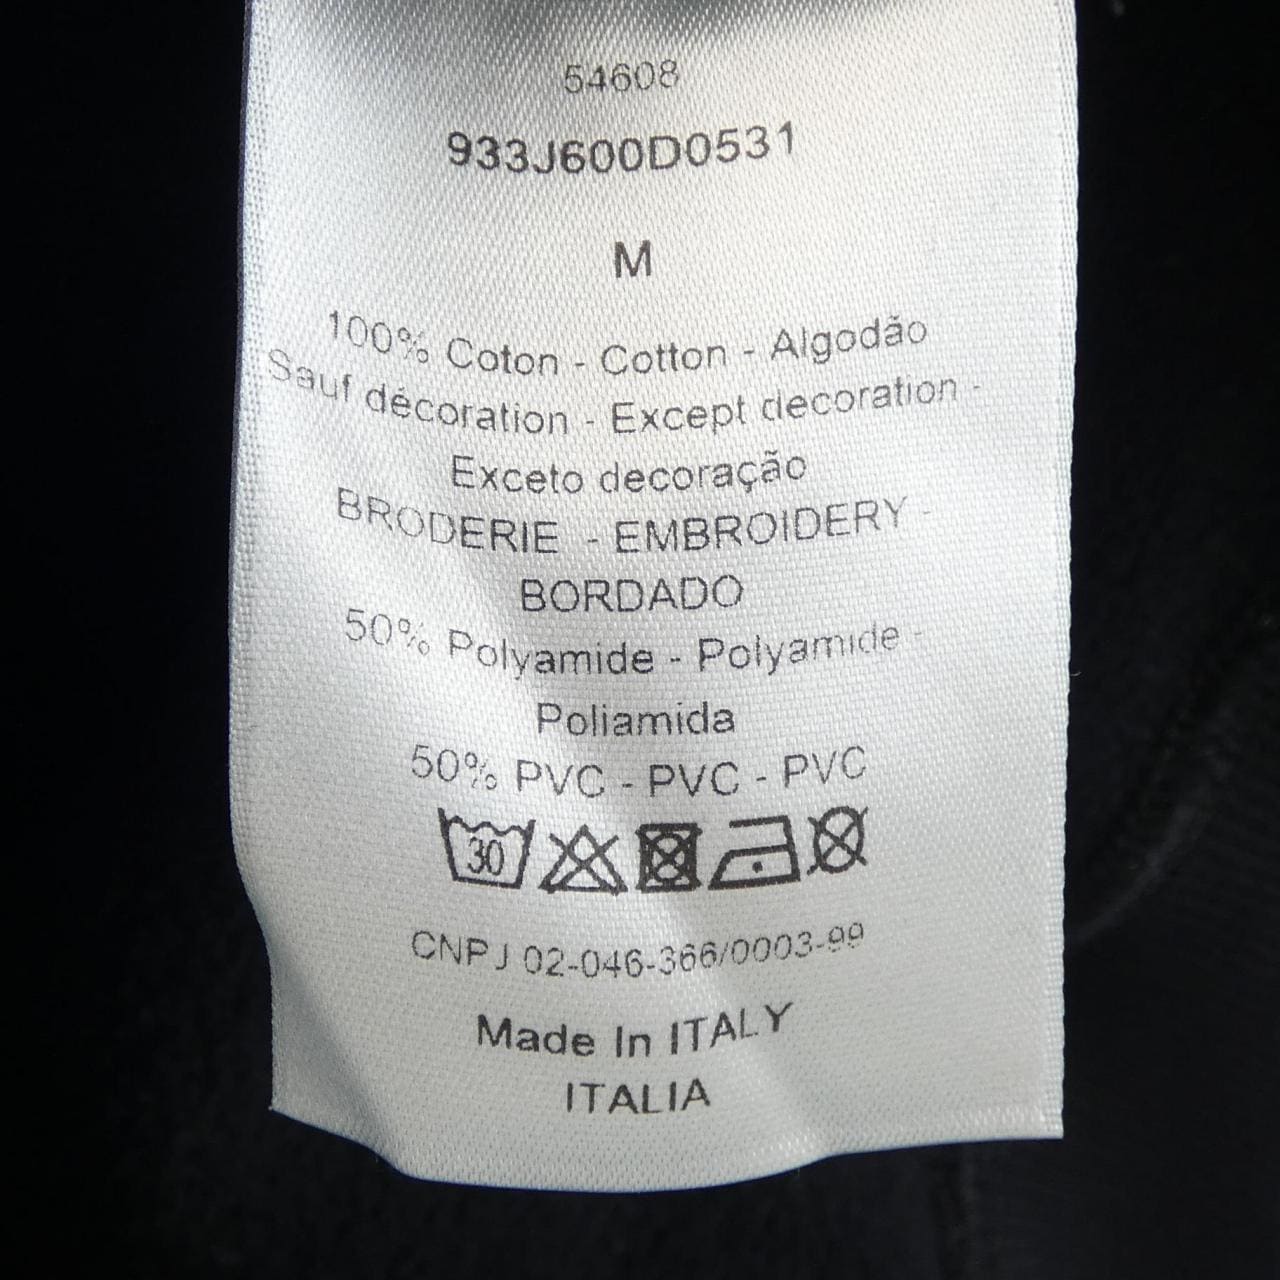 54608
933J600D0531
M
100% Coton - Cotton - Algodão
Sauf décoration - Except decoration -
Exceto decoração
BRODERIE - EMBROIDERY -
BORDADO
50% Polyamide - Polyamide -
Poliamida
50% PVC - PVC - PVC
30
CNPJ 02-046-366/0003-99
Made In ITALY
ITALIA